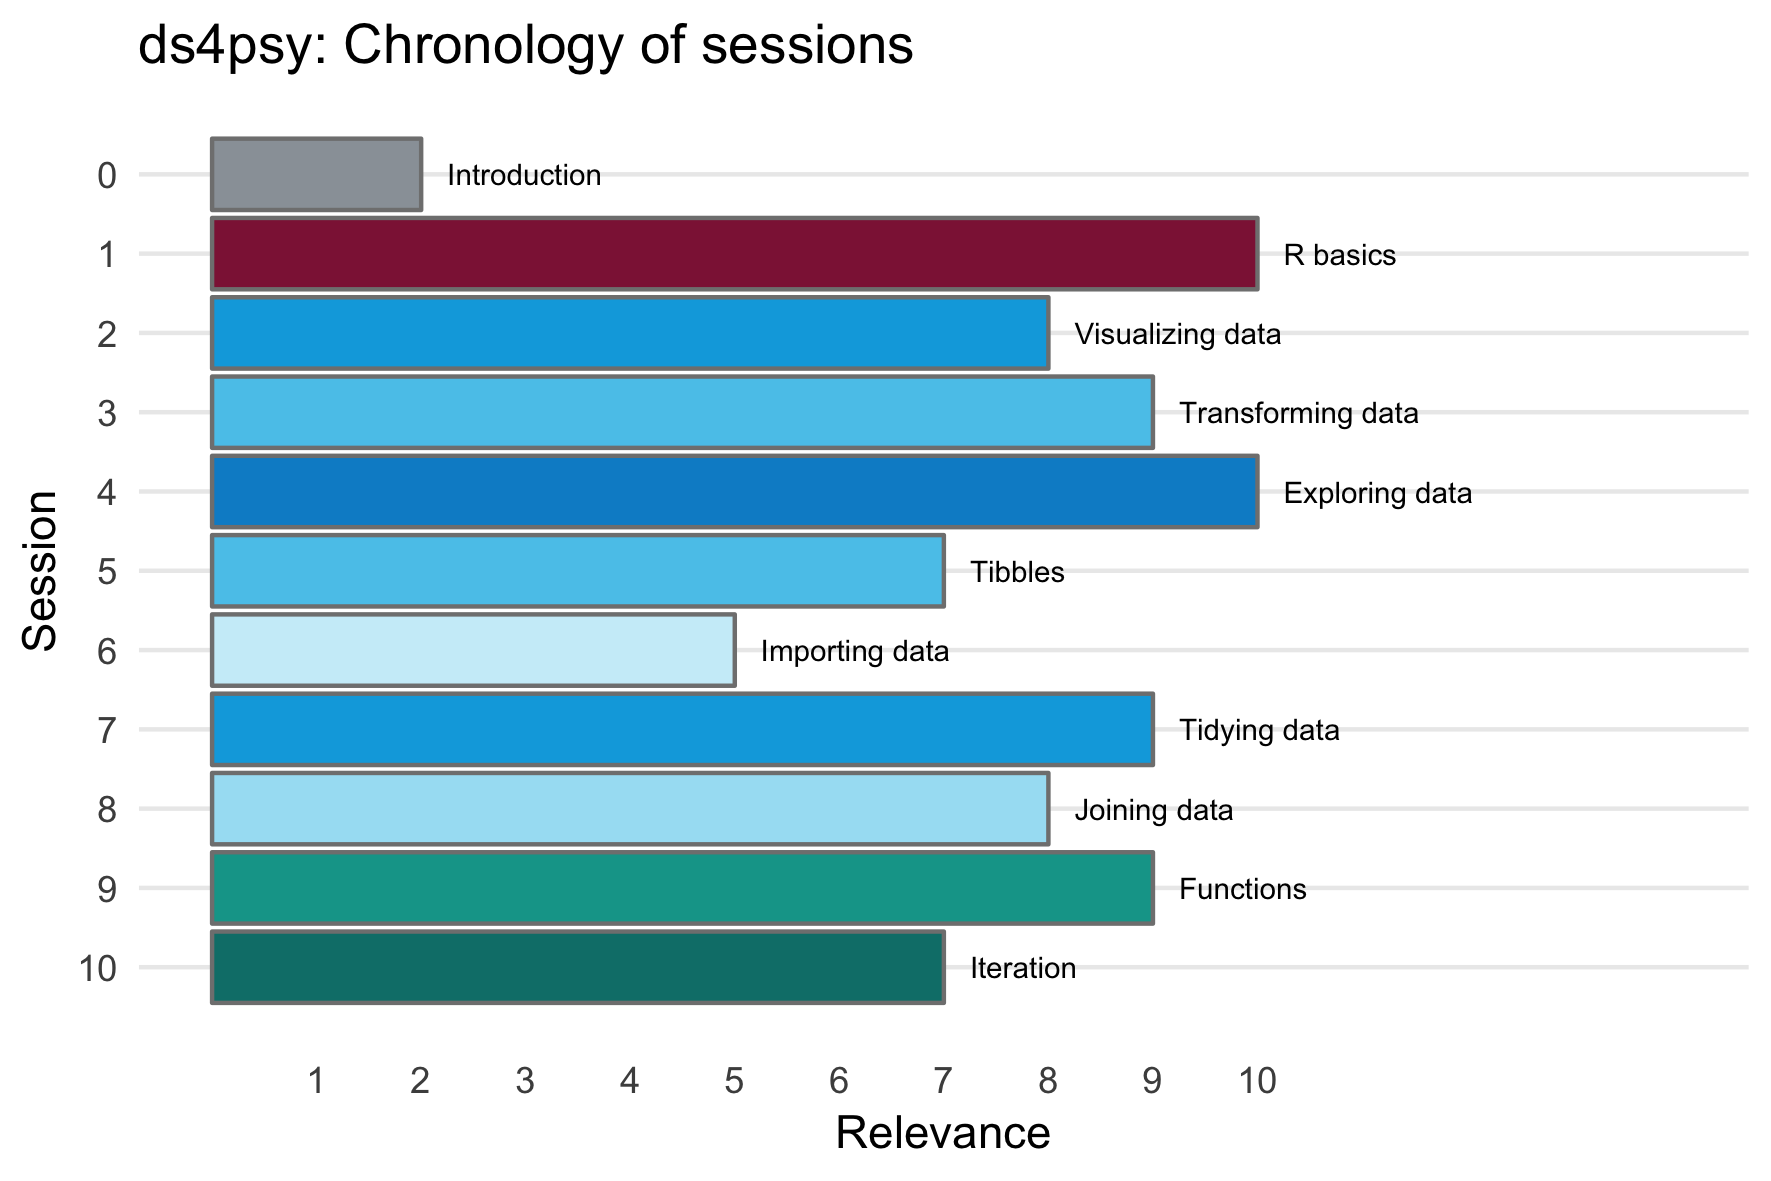 ds4psy: Chronology of sessions
0 Introduction
1 R basics
2 Visualizing data
3 Transforming data
4 Exploring data
5 Tibbles
6 Importing data
7 Tidying data
8 Joining data
9 Functions
10 Iteration
Session
1 2 3 4 5 6 7 8 9 10
Relevance